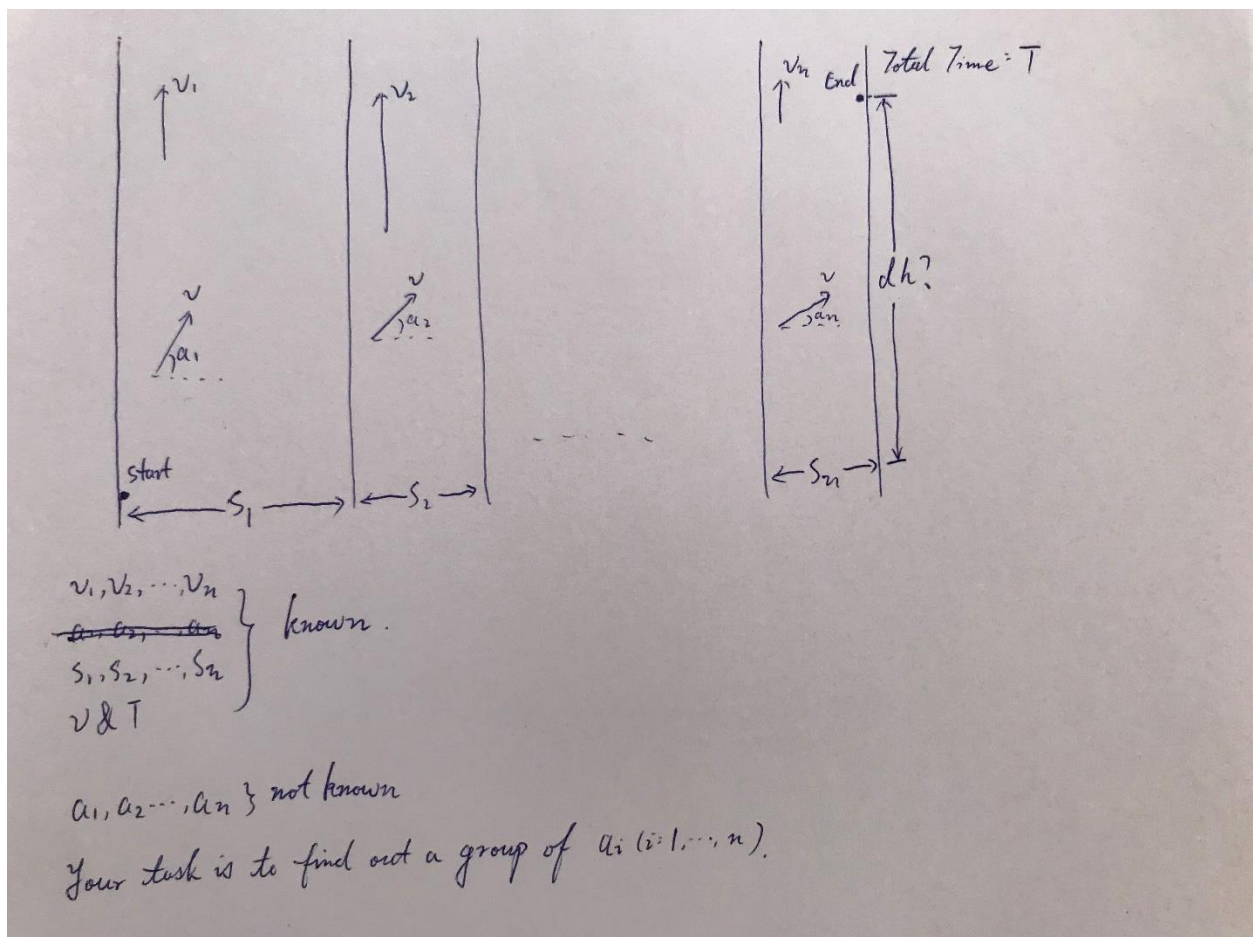 v₁
v₂
vₙ
End
Total Time = T
v
a₁
v
a₂
v
aₙ
dh?
start
S₁
S₂
Sₙ
v₁, v₂, ..., vₙ
a₁, a₂, ..., aₙ
s₁, s₂, ..., sₙ
v & T
} known.
a₁, a₂ ..., aₙ } not known
Your task is to find out a group of aᵢ (i=1, ..., n).